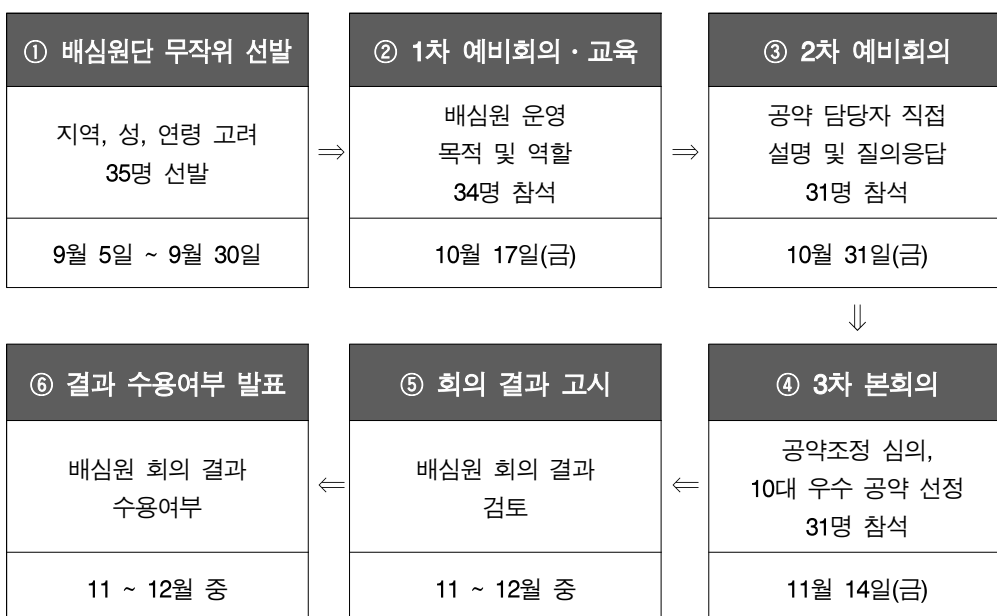 ① 배심원단 무작위 선발
지역, 성, 연령 고려
35명 선발
9월 5일 ~ 9월 30일
⇒
② 1차 예비회의·교육
배심원 운영
목적 및 역할
34명 참석
10월 17일(금)
⇒
③ 2차 예비회의
공약 담당자 직접
설명 및 질의응답
31명 참석
10월 31일(금)
⇓
④ 3차 본회의
공약조정 심의,
10대 우수 공약 선정
31명 참석
11월 14일(금)
⇐
⑤ 회의 결과 고시
배심원 회의 결과
검토
11 ~ 12월 중
⇐
⑥ 결과 수용여부 발표
배심원 회의 결과
수용여부
11 ~ 12월 중